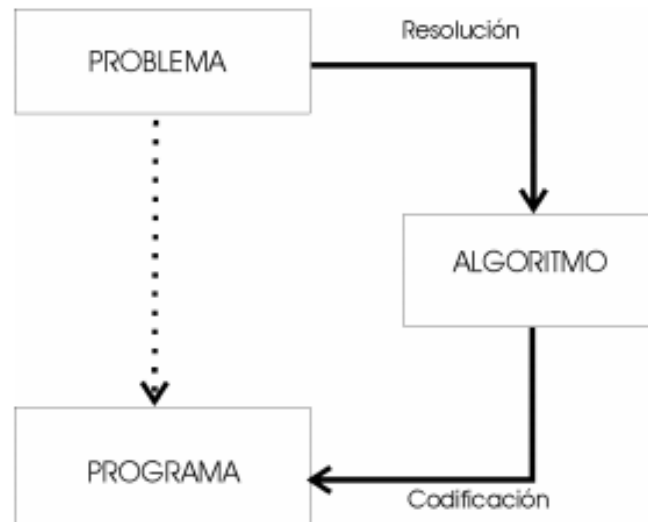 Resolución
PROBLEMA
ALGORITMO
PROGRAMA
Codificación